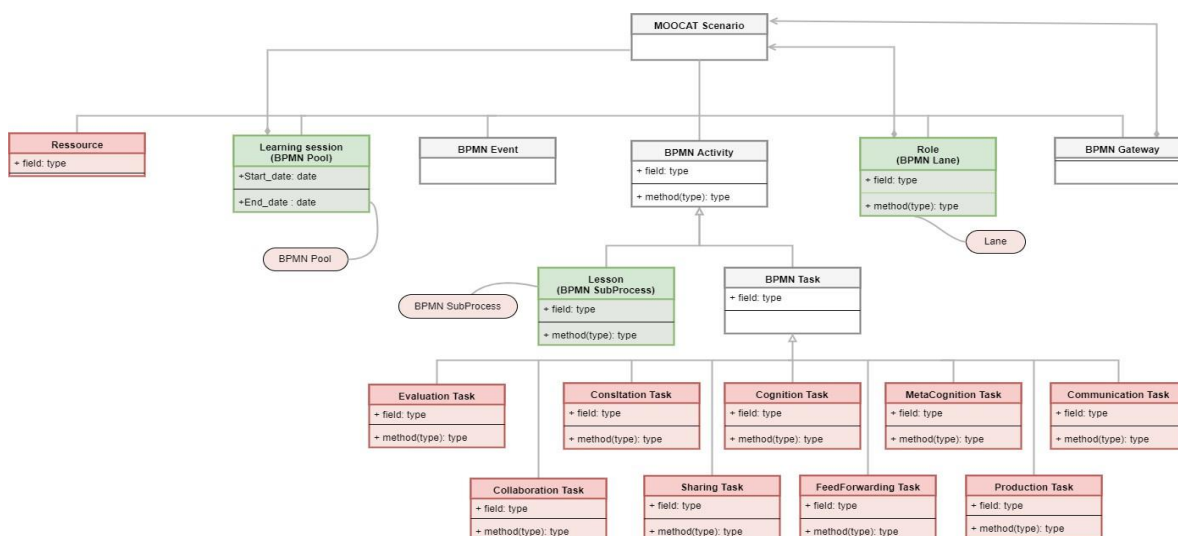 MOOCAT Scenario
Ressource
+ field: type
Learning session
(BPMN Pool)
+Start_date: date
+End_date : date
BPMN Event
BPMN Activity
+ field: type
+ method(type): type
Role
(BPMN Lane)
+ field: type
+ method(type): type
BPMN Gateway
BPMN Pool
Lane
BPMN SubProcess
Lesson
(BPMN SubProcess)
+ field: type
+ method(type): type
BPMN Task
+ field: type
Evaluation Task
+ field: type
+ method(type): type
Consltation Task
+ field: type
+ method(type): type
Cognition Task
+ field: type
+ method(type): type
MetaCognition Task
+ field: type
+ method(type): type
Communication Task
+ field: type
+ method(type): type
Collaboration Task
+ field: type
+ method(type): type
Sharing Task
+ field: type
+ method(type): type
FeedForwarding Task
+ field: type
+ method(type): type
Production Task
+ field: type
+ method(type): type